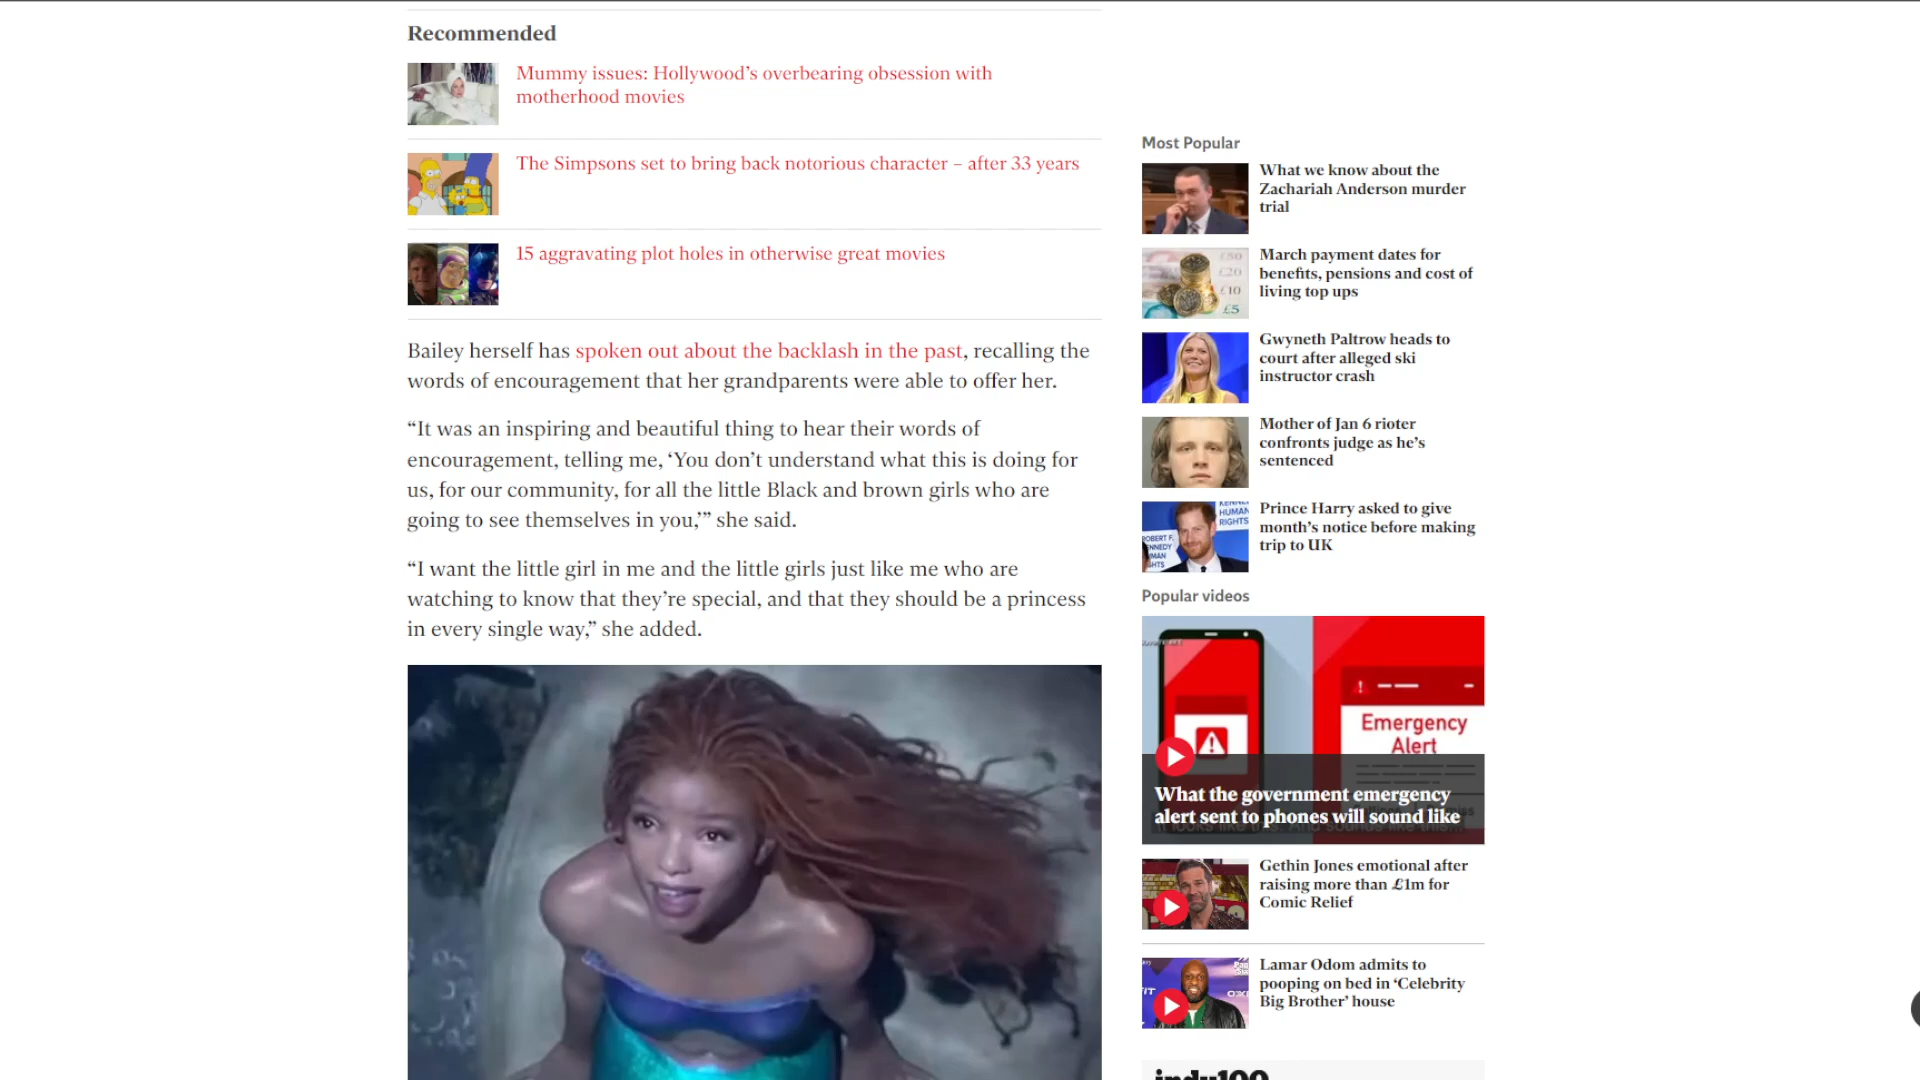 Recommended
Mummy issues: Hollywood’s overbearing obsession with
motherhood movies
The Simpsons set to bring back notorious character – after 33 years
15 aggravating plot holes in otherwise great movies
Bailey herself has spoken out about the backlash in the past, recalling the
words of encouragement that her grandparents were able to offer her.
“It was an inspiring and beautiful thing to hear their words of
encouragement, telling me, ‘You don’t understand what this is doing for
us, for our community, for all the little Black and brown girls who are
going to see themselves in you,’” she said.
“I want the little girl in me and the little girls just like me who are
watching to know that they’re special, and that they should be a princess
in every single way,” she added.
Most Popular
What we know about the
Zachariah Anderson murder
trial
March payment dates for
benefits, pensions and cost of
living top ups
£20
£10
£5
Gwyneth Paltrow heads to
court after alleged ski
instructor crash
Mother of Jan 6 rioter
confronts judge as he’s
sentenced
Prince Harry asked to give
month’s notice before making
trip to UK
HUMAN
RIGHTS
ROBERT F.
Popular videos
Emergency
Alert
What the government emergency
alert sent to phones will sound like
Gethin Jones emotional after
raising more than £1m for
Comic Relief
Lamar Odom admits to
pooping on bed in ‘Celebrity
Big Brother’ house
indy100